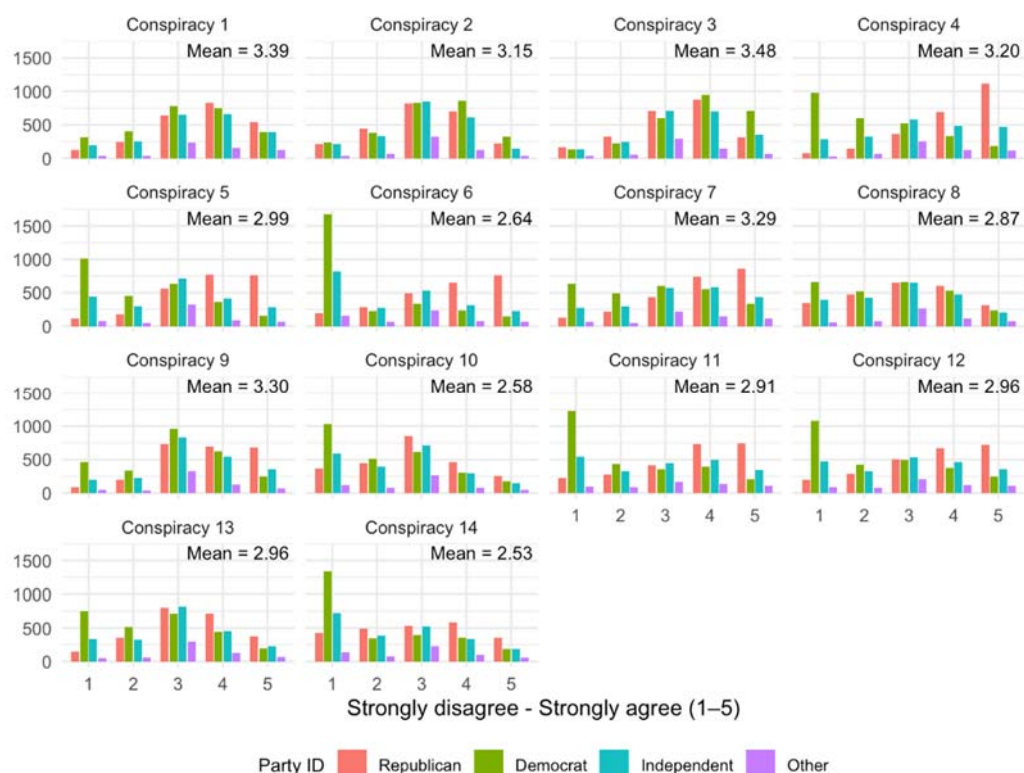 Conspiracy 1 Conspiracy 2 Conspiracy 3 Conspiracy 4
Mean = 3.39 Mean = 3.15 Mean = 3.48 Mean = 3.20
1500
1000
500
0
Conspiracy 5 Conspiracy 6 Conspiracy 7 Conspiracy 8
Mean = 2.99 Mean = 2.64 Mean = 3.29 Mean = 2.87
1500
1000
500
0
Conspiracy 9 Conspiracy 10 Conspiracy 11 Conspiracy 12
Mean = 3.30 Mean = 2.58 Mean = 2.91 Mean = 2.96
1500
1000
500
0
1 2 3 4 5 1 2 3 4 5
Conspiracy 13 Conspiracy 14
Mean = 2.96 Mean = 2.53
1500
1000
500
0
1 2 3 4 5 1 2 3 4 5
Strongly disagree - Strongly agree (1–5)
Party ID Republican Democrat Independent Other